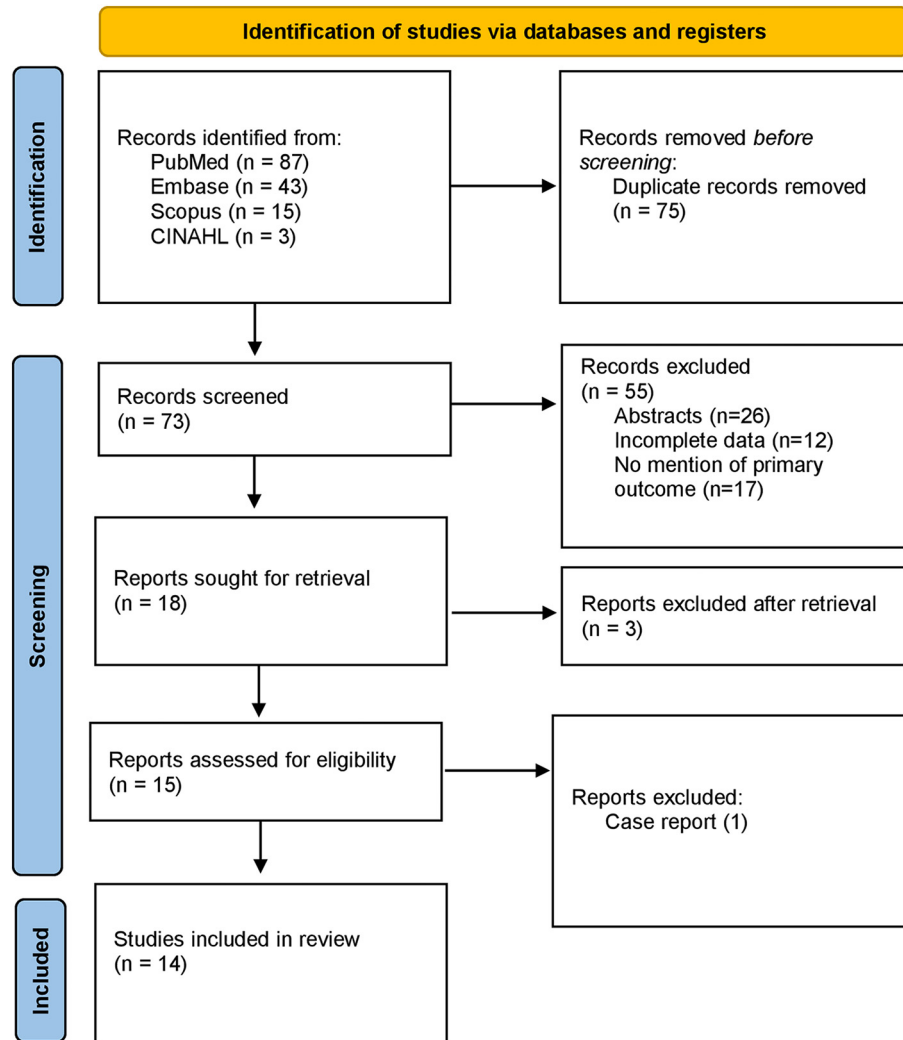 Identification of studies via databases and registers
Identification
Records identified from:
PubMed (n = 87)
Embase (n = 43)
Scopus (n = 15)
CINAHL (n = 3)
Records removed before
screening:
Duplicate records removed
(n = 75)
Screening
Records screened
(n = 73)
Records excluded
(n = 55)
Abstracts (n=26)
Incomplete data (n=12)
No mention of primary
outcome (n=17)
Reports sought for retrieval
(n = 18)
Reports excluded after retrieval
(n = 3)
Reports assessed for eligibility
(n = 15)
Reports excluded:
Case report (1)
Included
Studies included in review
(n = 14)